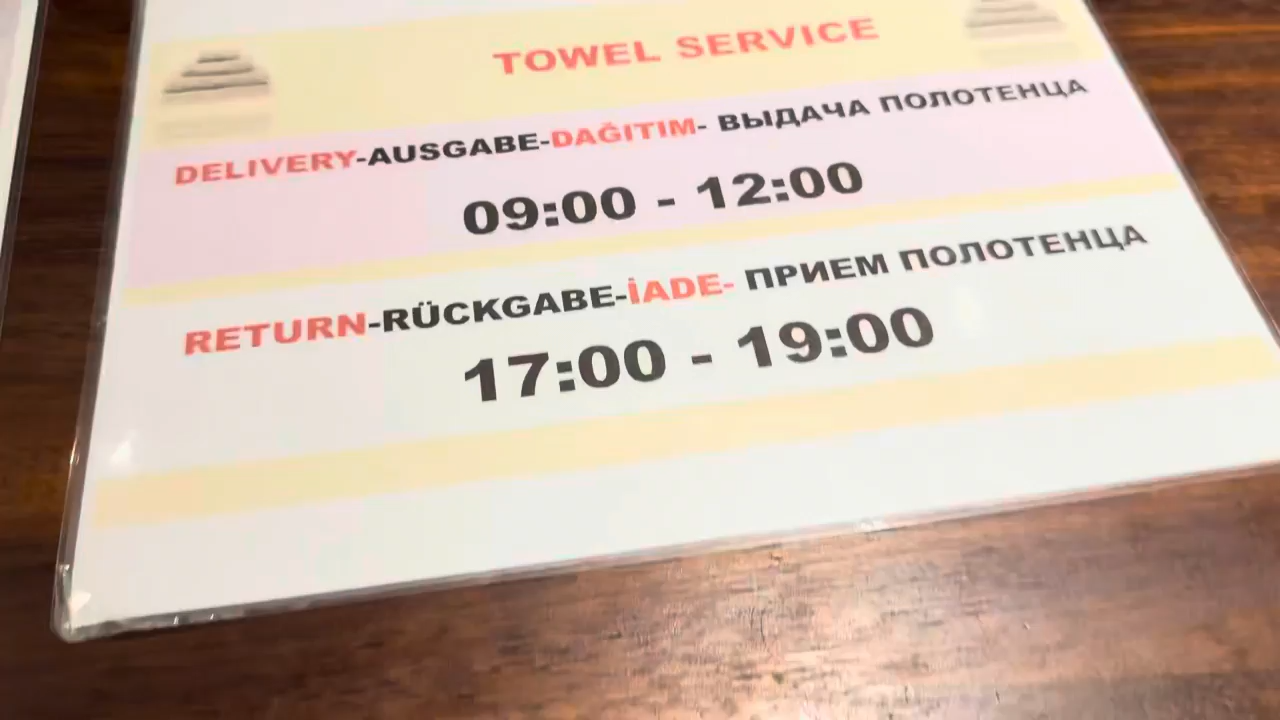 TOWEL SERVICE
DELIVERY-AUSGABE-DAĞITIM- ВЫДАЧА ПОЛОТЕНЦА
09:00 - 12:00
RETURN-RÜCKGABE-İADE- ПРИЕМ ПОЛОТЕНЦА
17:00 - 19:00